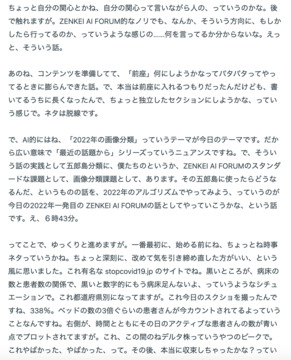 ちょっと自分の関心とかね、自分の関心って言いながら人の、っていうのかな。後
で触れますが。ZENKEI AI FORUM的なノリでも、なんか、そういう方向に、もしか
したら行ってるのか、っていうような感じの......何を言ってるか分からないな。えっ
と、そういう話。
あのね、コンテンツを準備してて、「前座」何にしようかなってパタパタってやっ
てるときに膨らんできた話。で、本当は前座に入れるつもりだったんだけども、書
いてるうちに長くなったんで、ちょっと独立したセクションにしようかな、ってい
う感じで。ネタは脱線です。
で、AI的にはね、「2022年の画像分類」っていうテーマが今日のテーマです。だか
ら広い意味で「最近の話題から」シリーズっていうニュアンスですね。で、そうい
う話の実践として五郎島分類に、僕たちのというか、ZENKEI AI FORUMのスタンダ
ードな課題として、画像分類課題として、あります。その五郎島に使ったらどうな
るんだ、というものの話を、2022年のアルゴリズムでやってみよう、っていうのが
今日の2022年一発目の ZENKEI AI FORUMの話としてやっていこうかな、という話
です。え、6時43分。
ってことで、ゆっくりと進めますが。一番最初に、始める前にね、ちょっとね時事
ネタっていうかね。ちょっと深刻に、改めて気を引き締め直した方がいい、という
風に思いました。これ有名な stopcovid19.jp のサイトでね。黒いところが、病床の
数と患者数の関係で、黒いと数字的にもう病床足んないよ、っていうようなシチュ
エーションで。これ都道府県別になってますが。これ今日のスクショを撮ったんで
すね、338%。ベッドの数の3倍ぐらいの患者さんが今カウントされてるよってい
うことなんですね。右側が、時間とともにその日のアクティブな患者さんの数が青い
点でプロットされてますが。これ、この間のねデルタ株っていうやつのピークで。こ
れやばかった、やばかった、って。その後、本当に収束しちゃったかな?ってい